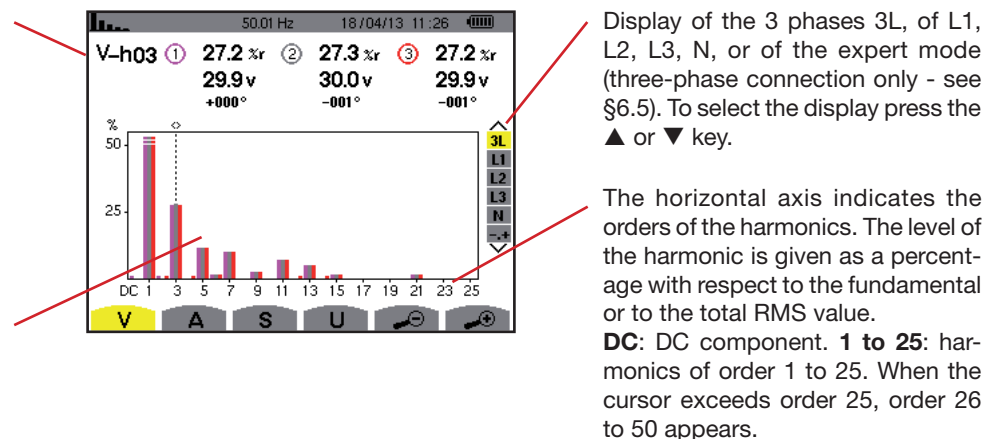 50.01 Hz 18/04/13 11:26
V-h03 1 27.2 %r 2 27.3 %r 3 27.2 %r
29.9 v 30.0 v 29.9 v
+000° -001° -001°
%
50
25
DC 1 3 5 7 9 11 13 15 17 19 21 23 25
3L
L1
L2
L3
N
-.+
V A S U
Display of the 3 phases 3L, of L1,
L2, L3, N, or of the expert mode
(three-phase connection only - see
§6.5). To select the display press the
▲ or ▼ key.
The horizontal axis indicates the
orders of the harmonics. The level of
the harmonic is given as a percent-
age with respect to the fundamental
or to the total RMS value.
DC: DC component. 1 to 25: har-
monics of order 1 to 25. When the
cursor exceeds order 25, order 26
to 50 appears.